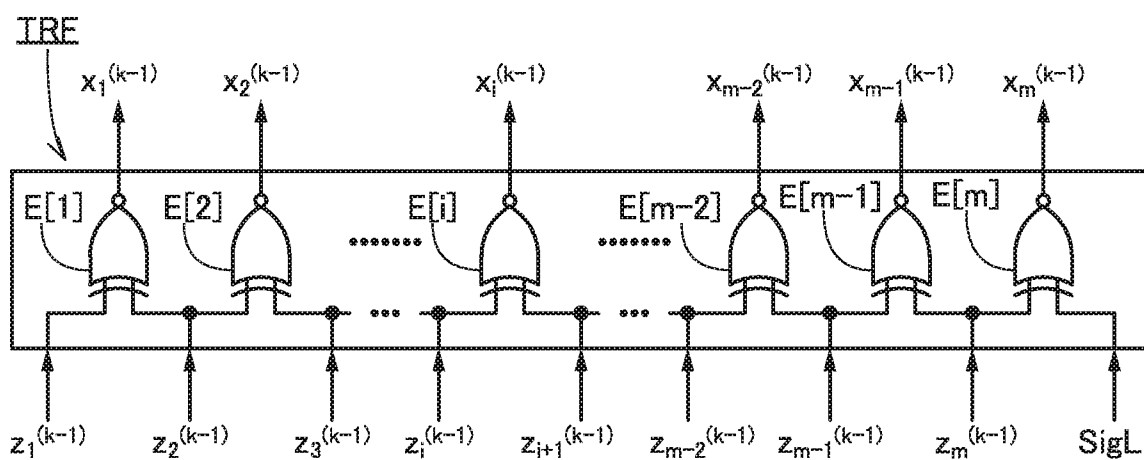 TRF
x₁⁽ᵏ⁻¹⁾ x₂⁽ᵏ⁻¹⁾ xᵢ⁽ᵏ⁻¹⁾ xₘ₋₂⁽ᵏ⁻¹⁾ xₘ₋₁⁽ᵏ⁻¹⁾ xₘ⁽ᵏ⁻¹⁾
E[1] E[2] E[i] E[m-2] E[m-1] E[m]
z₁⁽ᵏ⁻¹⁾ z₂⁽ᵏ⁻¹⁾ z₃⁽ᵏ⁻¹⁾ zᵢ⁽ᵏ⁻¹⁾ zᵢ₊₁⁽ᵏ⁻¹⁾ zₘ₋₂⁽ᵏ⁻¹⁾ zₘ₋₁⁽ᵏ⁻¹⁾ zₘ⁽ᵏ⁻¹⁾ SigL